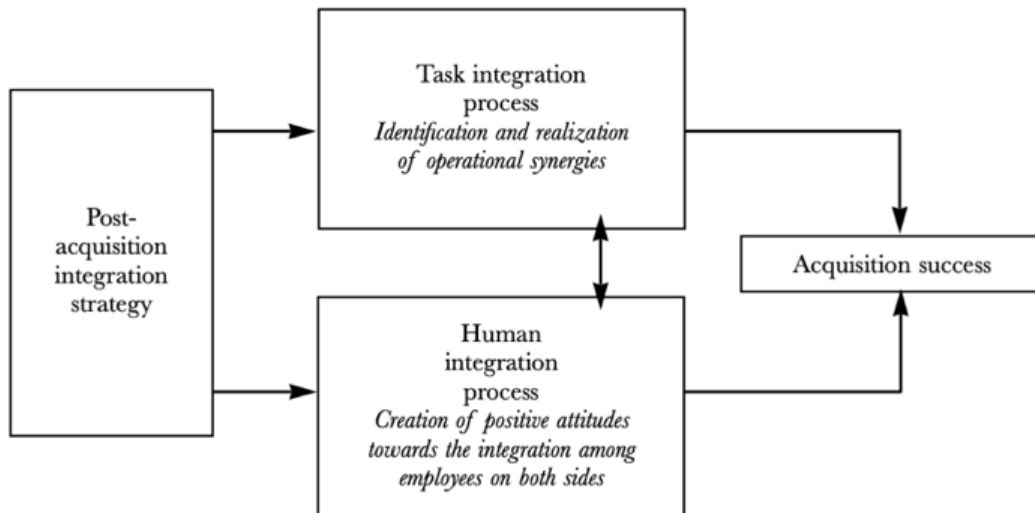 Post-
acquisition
integration
strategy
Task integration
process
Identification and realization
of operational synergies
Human
integration
process
Creation of positive attitudes
towards the integration among
employees on both sides
Acquisition success